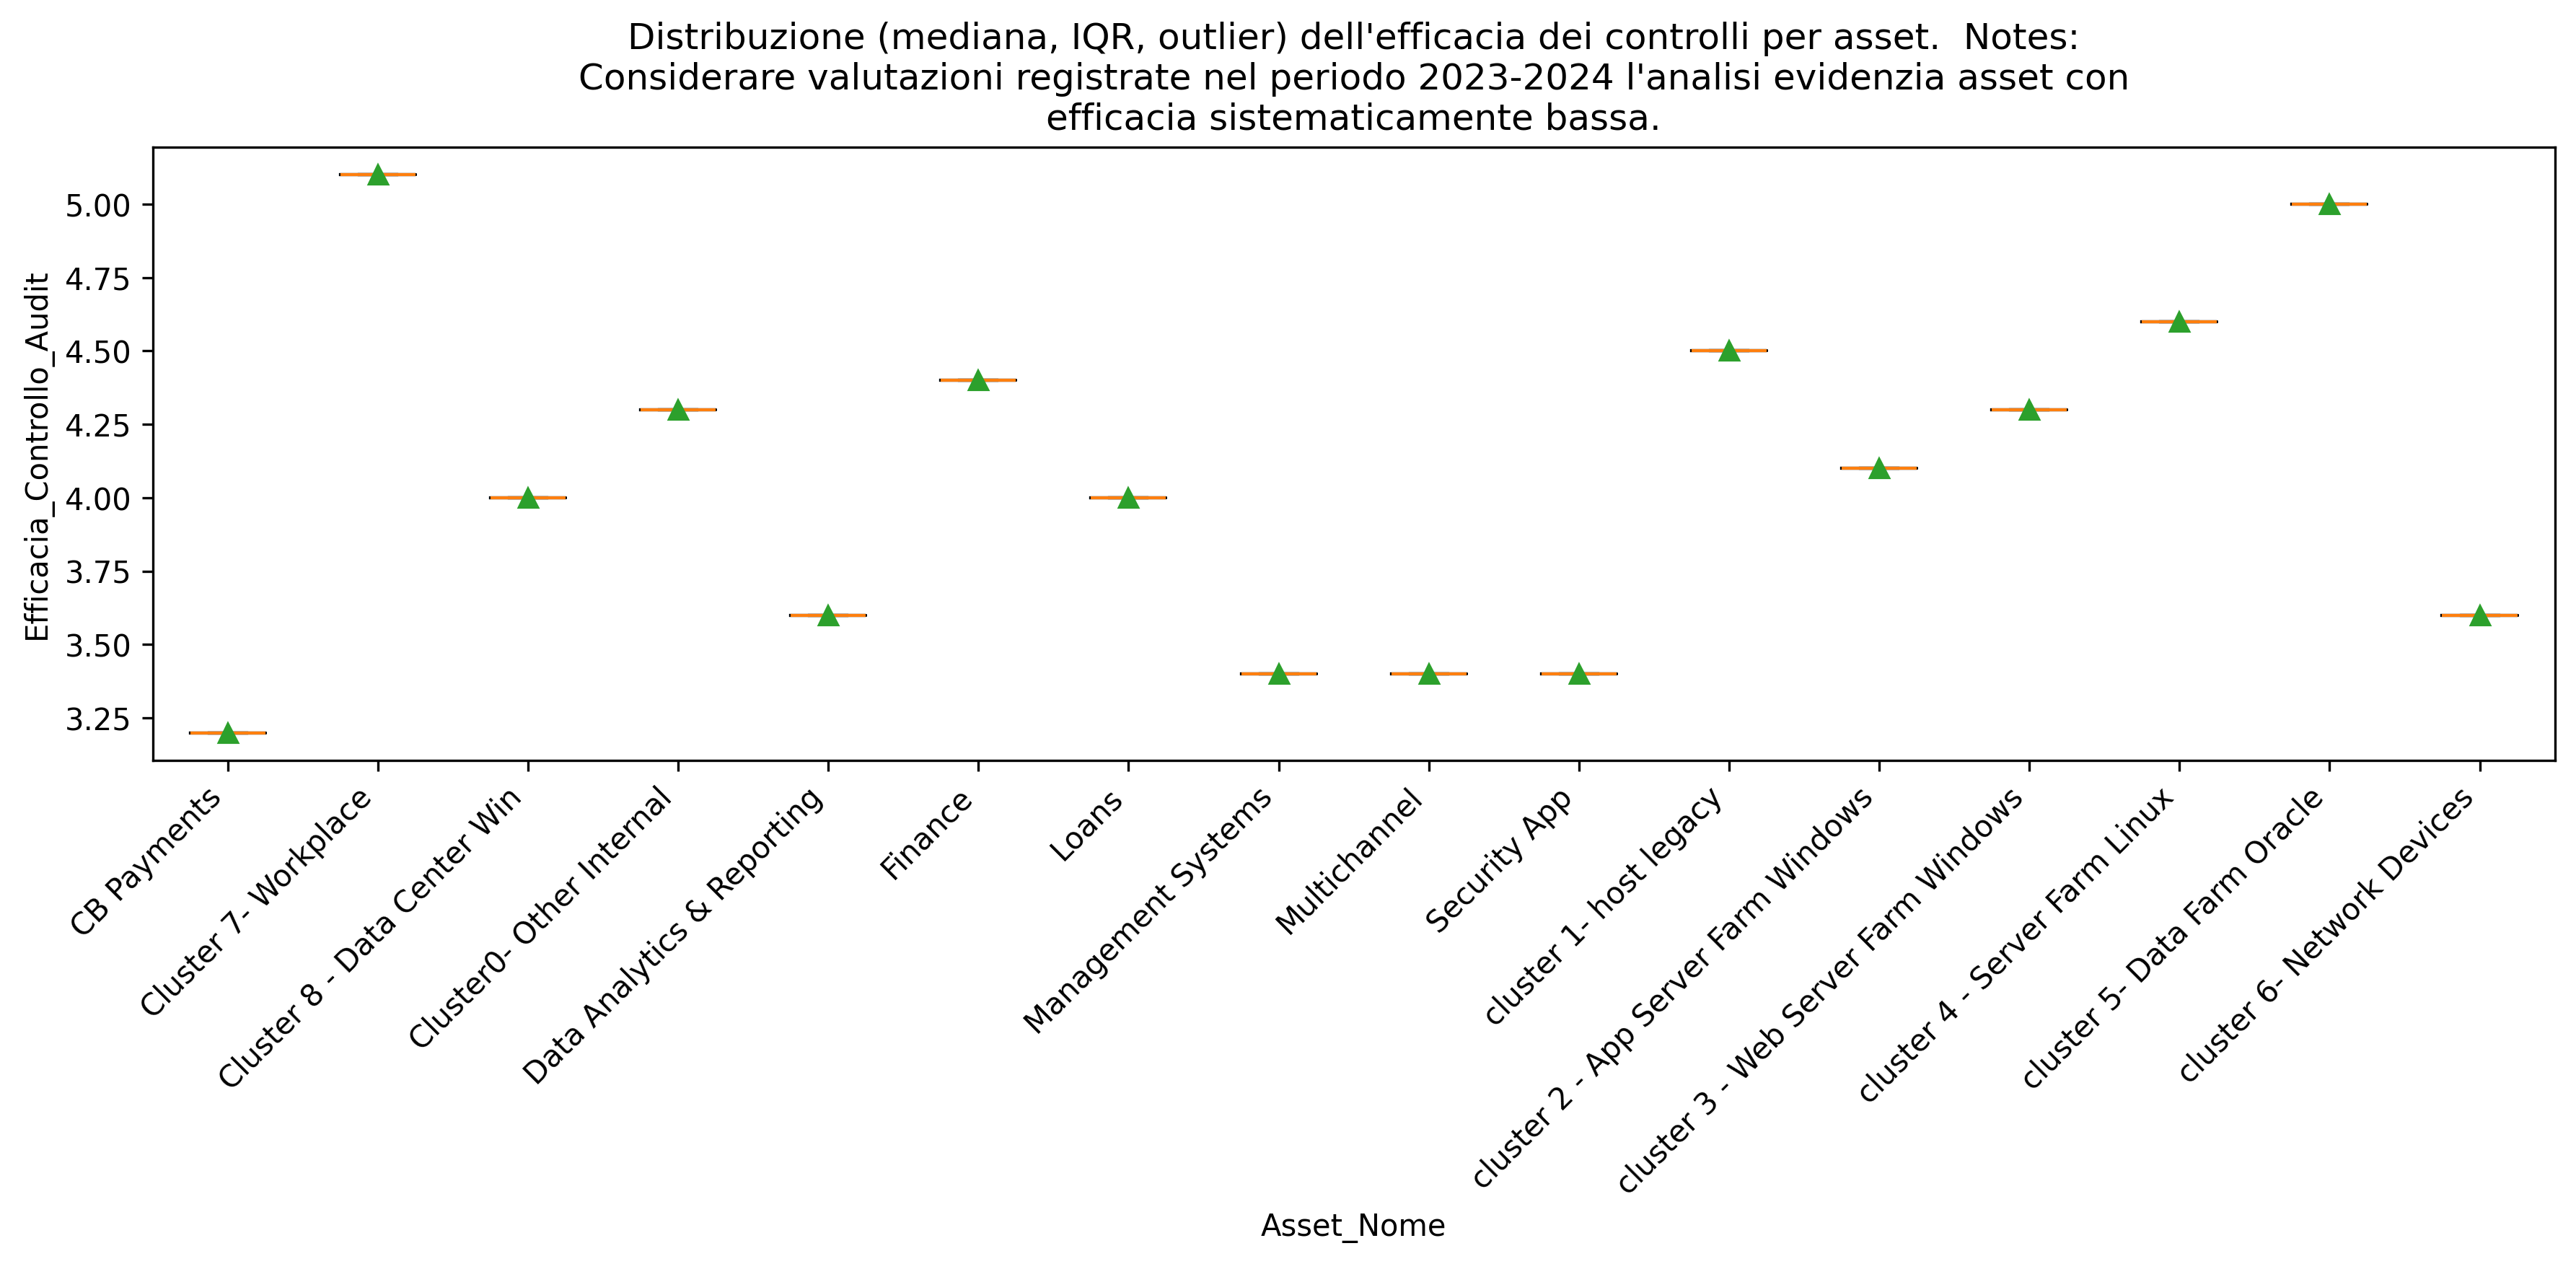 Distribuzione (mediana, IQR, outlier) dell'efficacia dei controlli per asset.  Notes:
Considerare valutazioni registrate nel periodo 2023-2024 l'analisi evidenzia asset con
efficacia sistematicamente bassa.
Efficacia_Controllo_Audit
5.00
4.75
4.50
4.25
4.00
3.75
3.50
3.25
CB Payments
Cluster 7- Workplace
Cluster 8 - Data Center Win
Cluster0- Other Internal
Data Analytics & Reporting
Finance
Loans
Management Systems
Multichannel
Security App
cluster 1- host legacy
cluster 2 - App Server Farm Windows
cluster 3 - Web Server Farm Windows
cluster 4 - Server Farm Linux
cluster 5- Data Farm Oracle
cluster 6- Network Devices
Asset_Nome